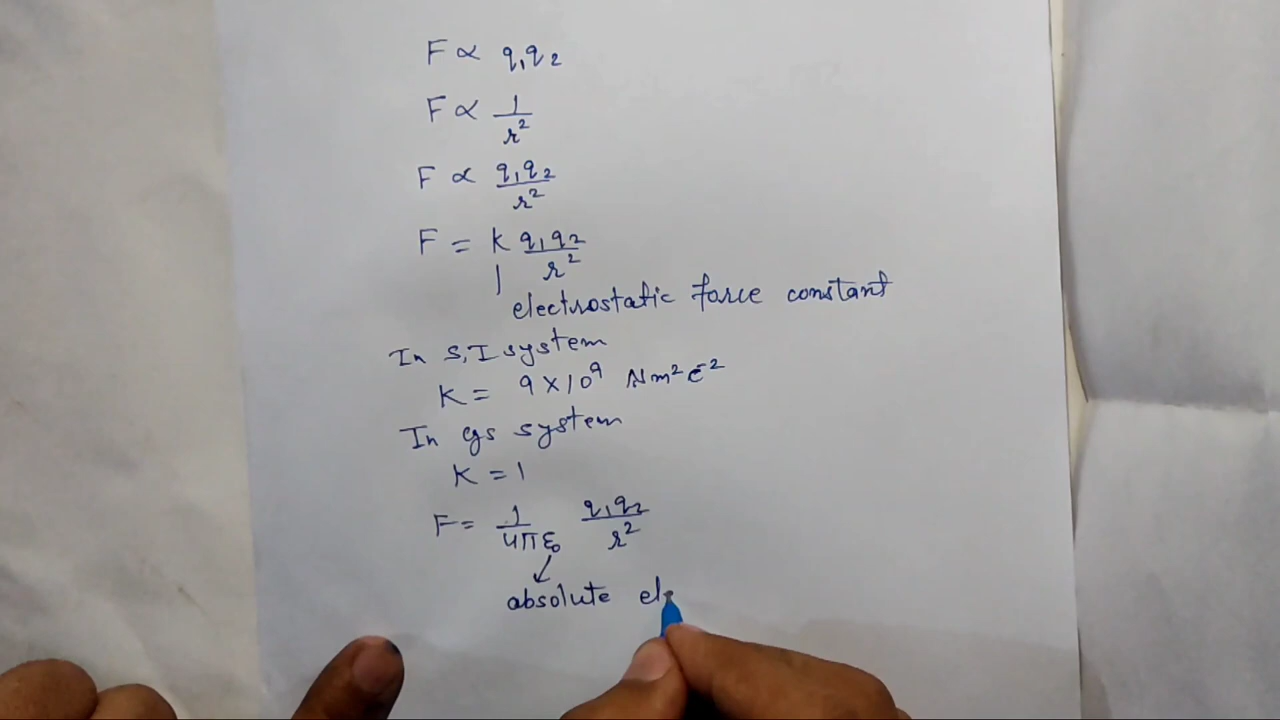 F ∝ q₁q₂
F ∝ 1/r²
F ∝ q₁q₂/r²
F = K q₁q₂/r²
electrostatic force constant
In S.I system
K = 9 × 10⁹ Nm²C⁻²
In cgs system
K = 1
F = 1/4πε₀ q₁q₂/r²
absolute el